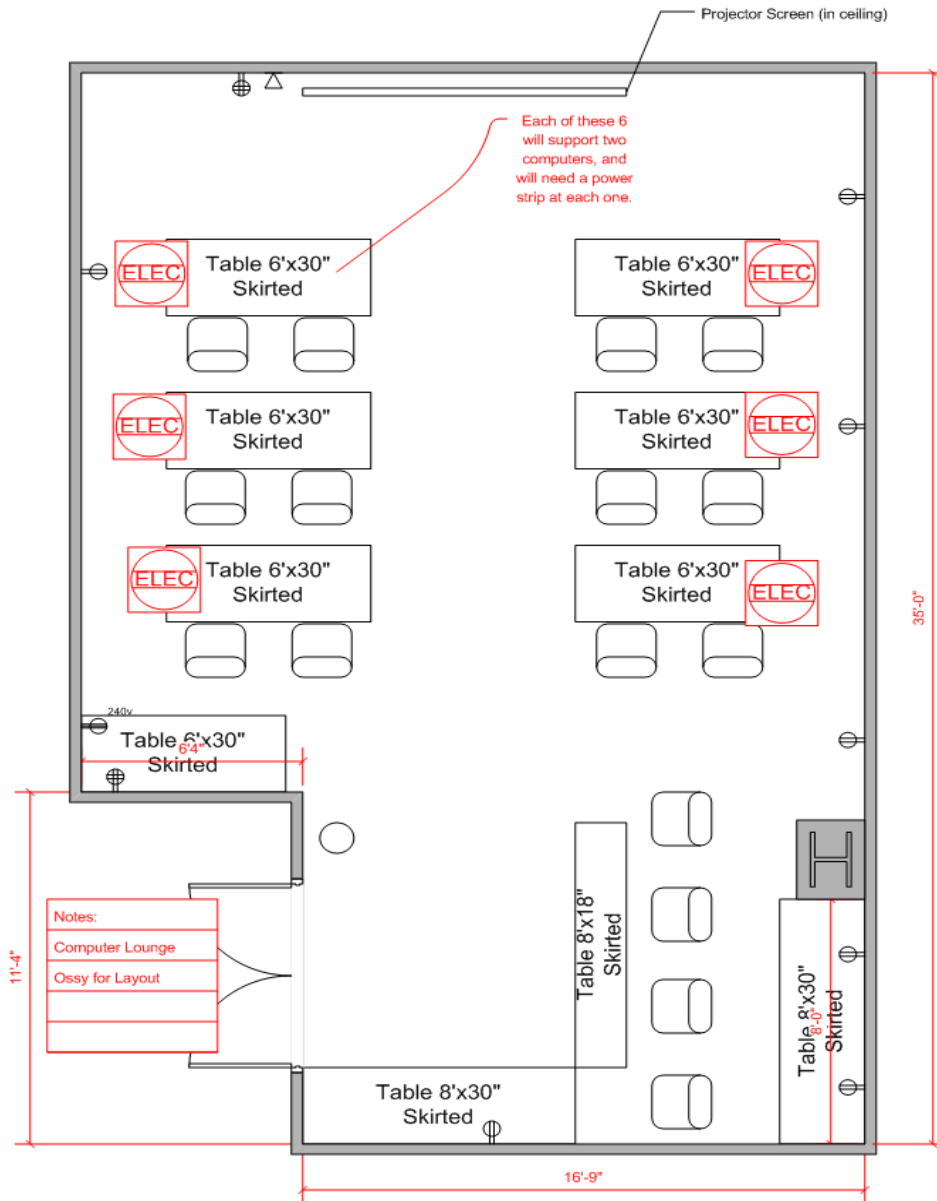 Projector Screen (in ceiling)
Each of these 6
will support two
computers, and
will need a power
strip at each one.
ELEC
Table 6'x30"
Skirted
Table 6'x30"
Skirted
ELEC
ELEC
Table 6'x30"
Skirted
Table 6'x30"
Skirted
ELEC
ELEC
Table 6'x30"
Skirted
Table 6'x30"
Skirted
ELEC
35'-0"
240v
Table 6'x30"
Skirted
6'4"
H
Notes:
Computer Lounge
Ossy for Layout
11'-4"
Table 8'x18"
Skirted
Table 8'x30"
Skirted
8'-0"
Table 8'x30"
Skirted
16'-9"